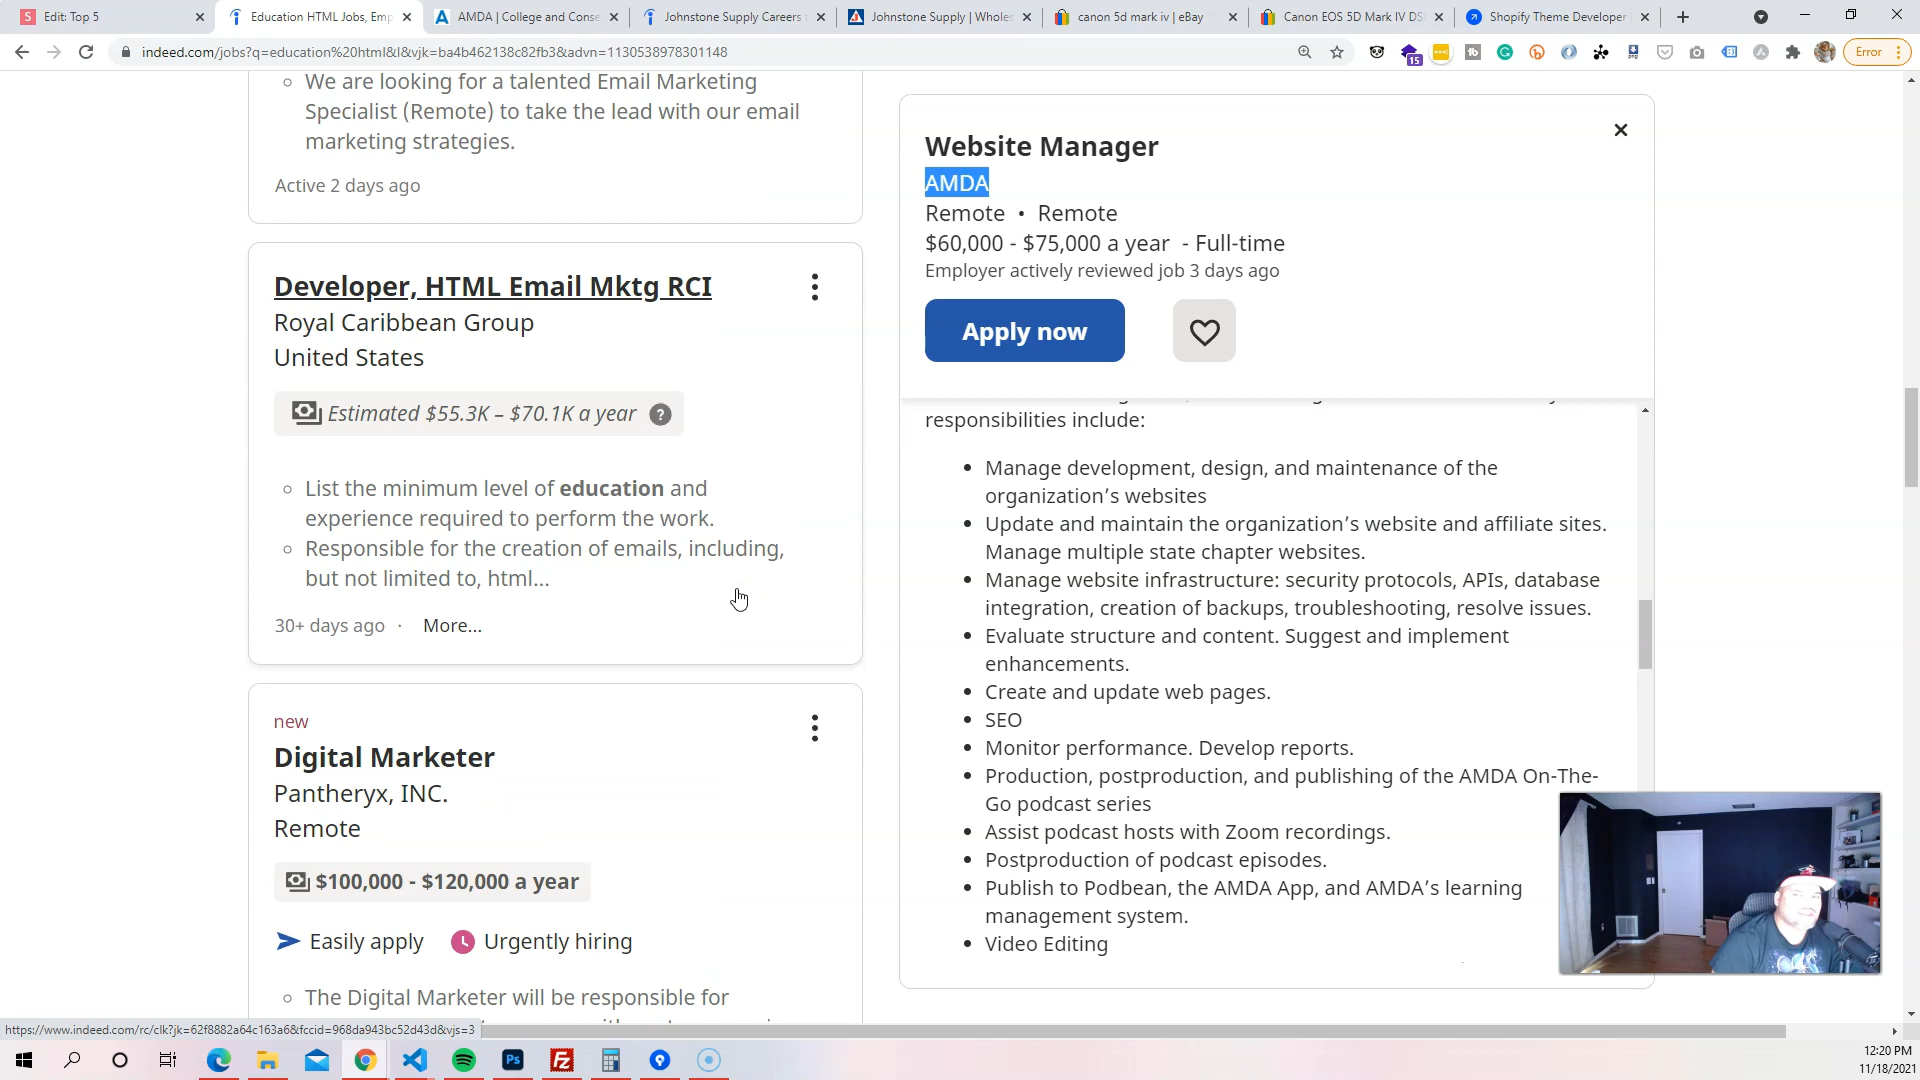 Edit: Top 5
Education HTML Jobs, Emp
AMDA | College and Conse
Johnstone Supply Careers
Johnstone Supply | Whole
canon 5d mark iv | eBay
Canon EOS 5D Mark IV DS
Shopify Theme Developer
indeed.com/jobs?q=education%20html&l&vjk=ba4b462138c82fb3&advn=1130538978301148
15
Error
We are looking for a talented Email Marketing
Specialist (Remote) to take the lead with our email
marketing strategies.
Active 2 days ago
Developer, HTML Email Mktg RCI
Royal Caribbean Group
United States
Estimated $55.3K – $70.1K a year
List the minimum level of education and
experience required to perform the work.
Responsible for the creation of emails, including,
but not limited to, html...
30+ days ago · More...
new
Digital Marketer
Pantheryx, INC.
Remote
$100,000 - $120,000 a year
Easily apply Urgently hiring
The Digital Marketer will be responsible for
Website Manager
AMDA
Remote • Remote
$60,000 - $75,000 a year - Full-time
Employer actively reviewed job 3 days ago
Apply now
responsibilities include:
• Manage development, design, and maintenance of the
organization’s websites
• Update and maintain the organization’s website and affiliate sites.
Manage multiple state chapter websites.
• Manage website infrastructure: security protocols, APIs, database
integration, creation of backups, troubleshooting, resolve issues.
• Evaluate structure and content. Suggest and implement
enhancements.
• Create and update web pages.
• SEO
• Monitor performance. Develop reports.
• Production, postproduction, and publishing of the AMDA On-The-
Go podcast series
• Assist podcast hosts with Zoom recordings.
• Postproduction of podcast episodes.
• Publish to Podbean, the AMDA App, and AMDA’s learning
management system.
• Video Editing
https://www.indeed.com/rc/clk?jk=62f8882a64c163a6&fccid=968da943bc52d43d&vjs=3
12:20 PM
11/18/2021